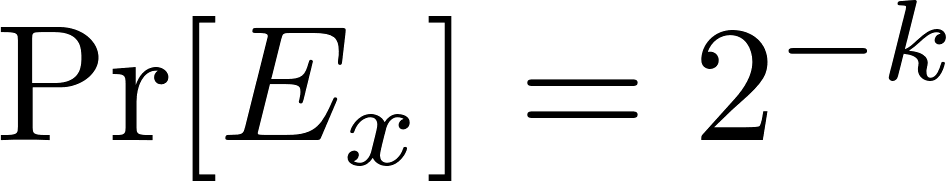 Pr[E_x] = 2^{-k}